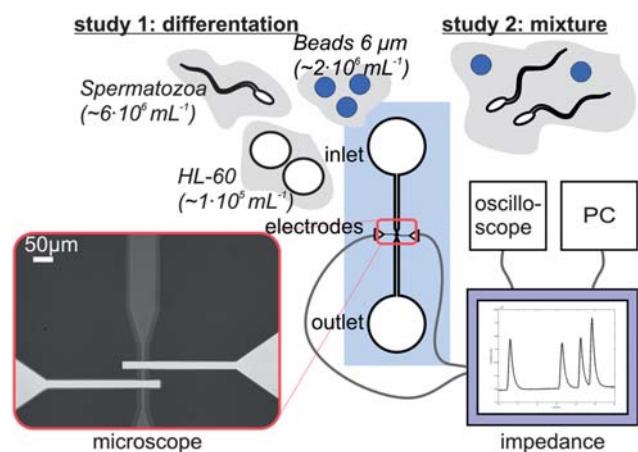 study 1: differentation
study 2: mixture
Beads 6 µm
(~2·10⁶ mL⁻¹)
Spermatozoa
(~6·10⁶ mL⁻¹)
HL-60
(~1·10⁵ mL⁻¹)
inlet
electrodes
outlet
oscillo-
scope
PC
50µm
microscope
impedance